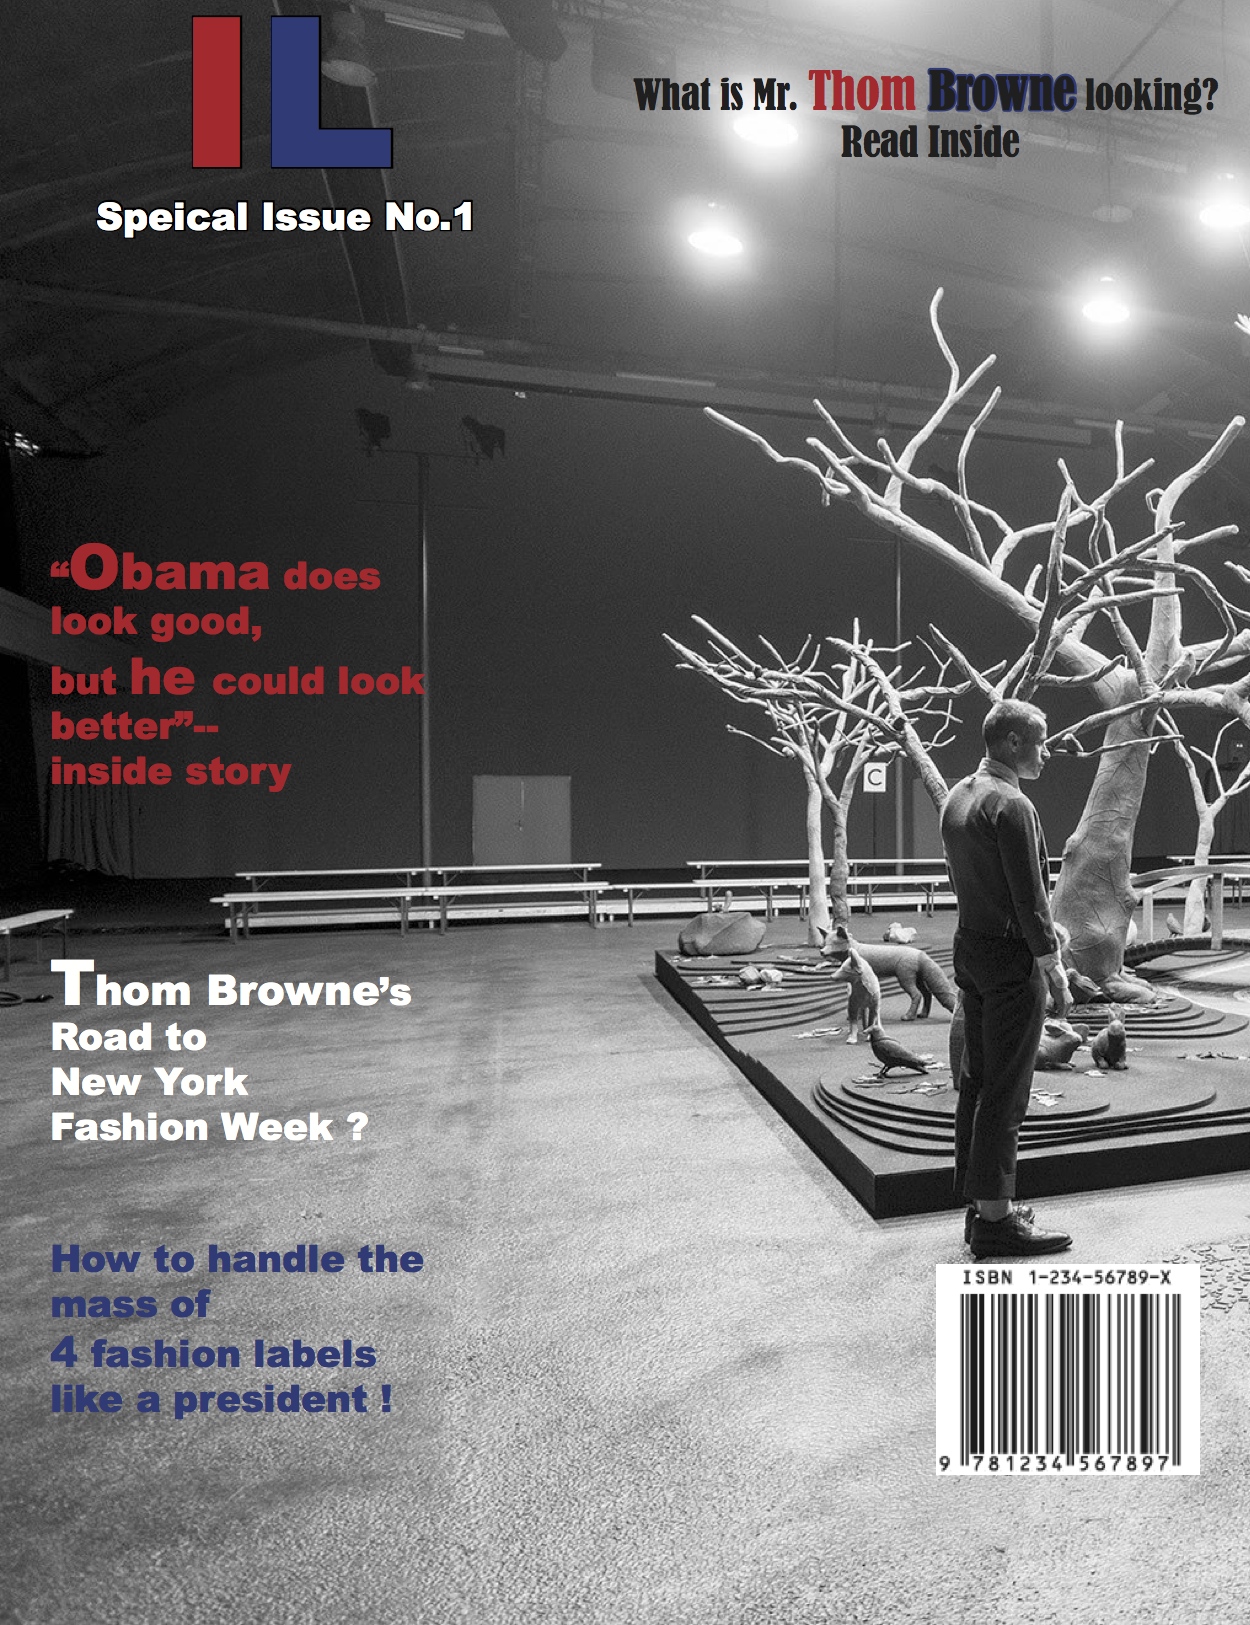 IL
Speical Issue No.1
What is Mr. Thom Browne looking?
Read Inside
“Obama does
look good,
but he could look
better”--
inside story
C
Thom Browne’s
Road to
New York
Fashion Week ?
How to handle the
mass of
4 fashion labels
like a president !
ISBN 1-234-56789-X
9 781234 567897